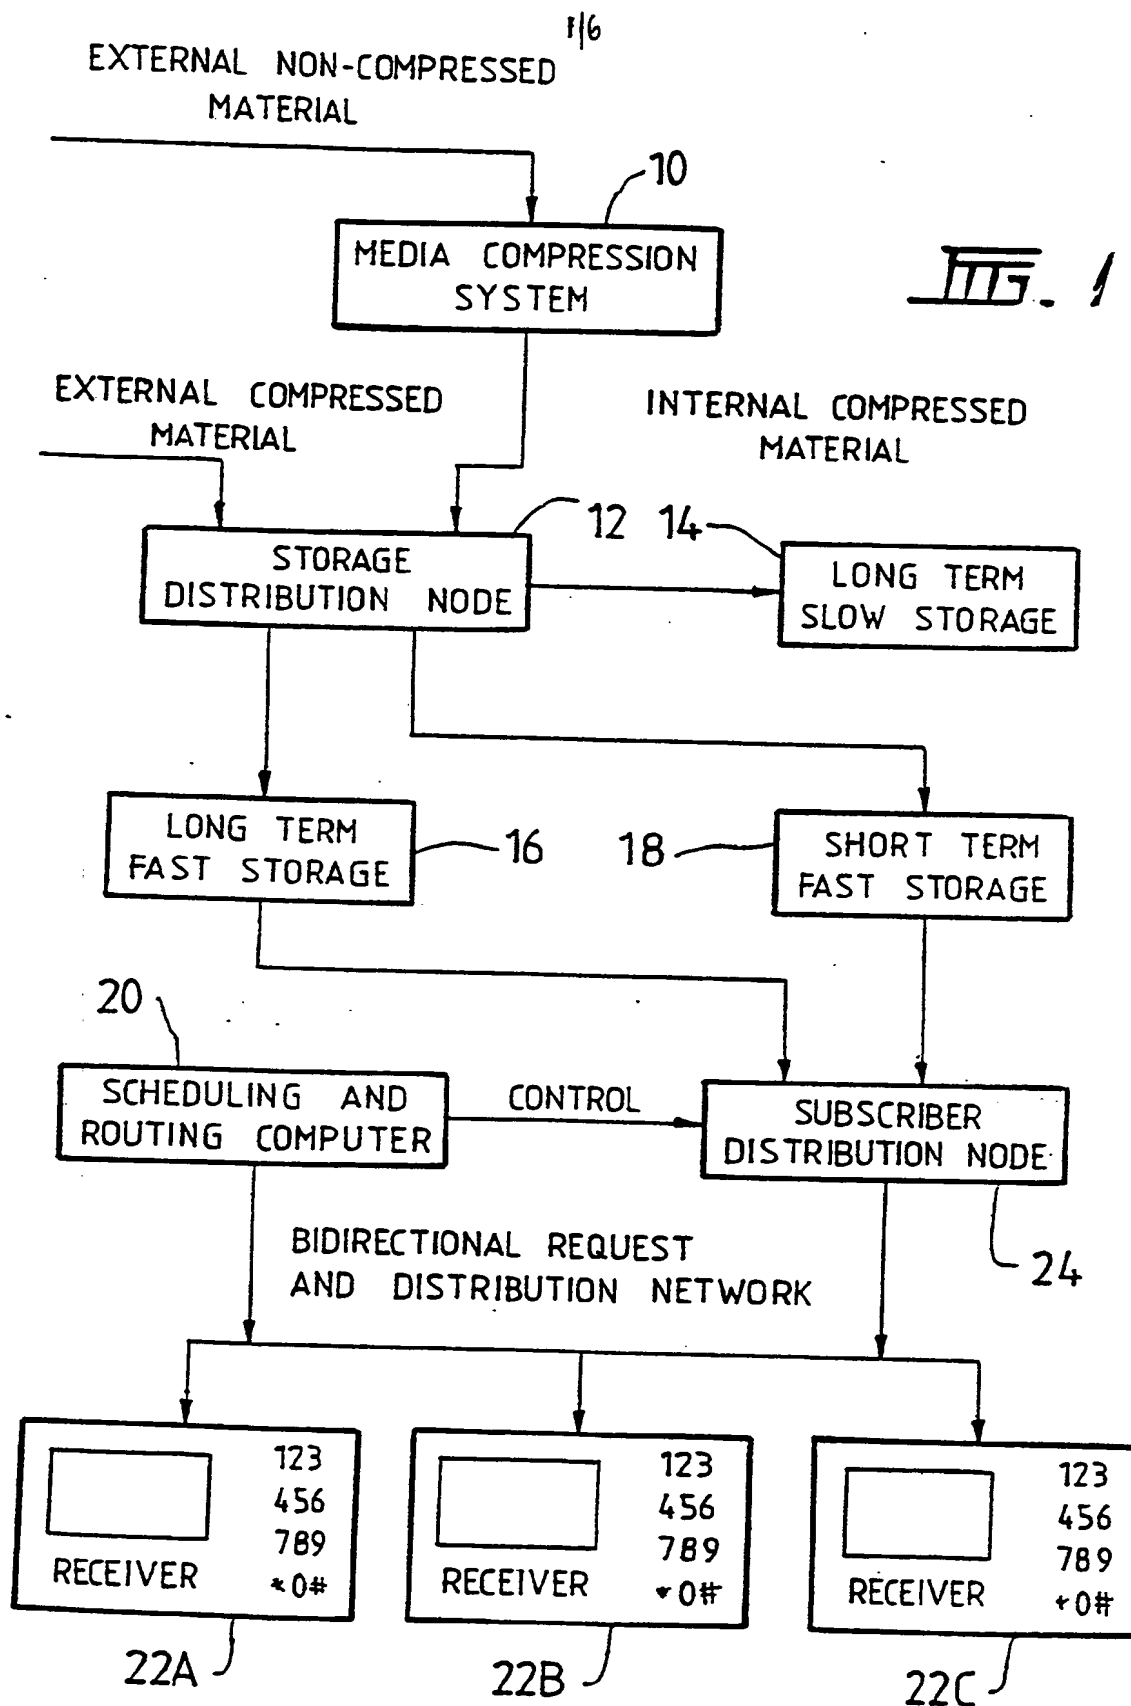 1/6
EXTERNAL NON-COMPRESSED
MATERIAL
10
MEDIA COMPRESSION
SYSTEM
FIG. 1
EXTERNAL COMPRESSED
MATERIAL
INTERNAL COMPRESSED
MATERIAL
12
14
STORAGE
DISTRIBUTION NODE
LONG TERM
SLOW STORAGE
LONG TERM
FAST STORAGE
16
18
SHORT TERM
FAST STORAGE
20
SCHEDULING AND
ROUTING COMPUTER
CONTROL
SUBSCRIBER
DISTRIBUTION NODE
24
BIDIRECTIONAL REQUEST
AND DISTRIBUTION NETWORK
123
456
789
*0#
RECEIVER
22A
123
456
789
*0#
RECEIVER
22B
123
456
789
*0#
RECEIVER
22C